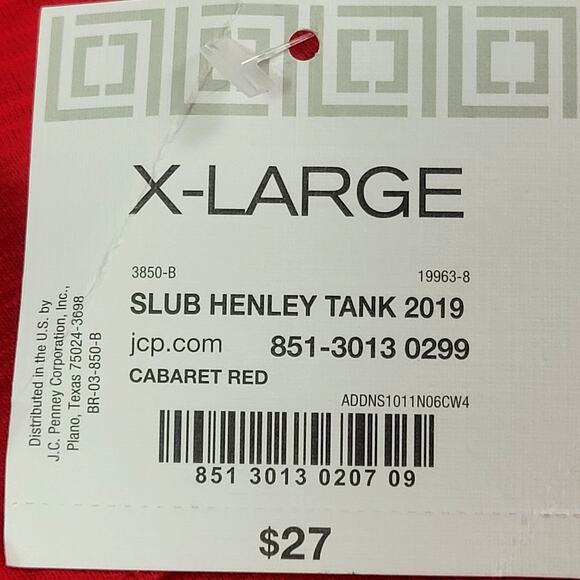 X-LARGE
3850-B
19963-8
SLUB HENLEY TANK 2019
jcp.com 851-3013 0299
CABARET RED
ADDNS1011N06CW4
851 3013 0207 09
$27
Distributed in the U.S. by
J.C. Penney Corporation, Inc.,
Plano, Texas 75024-3698
BR-03-850-B